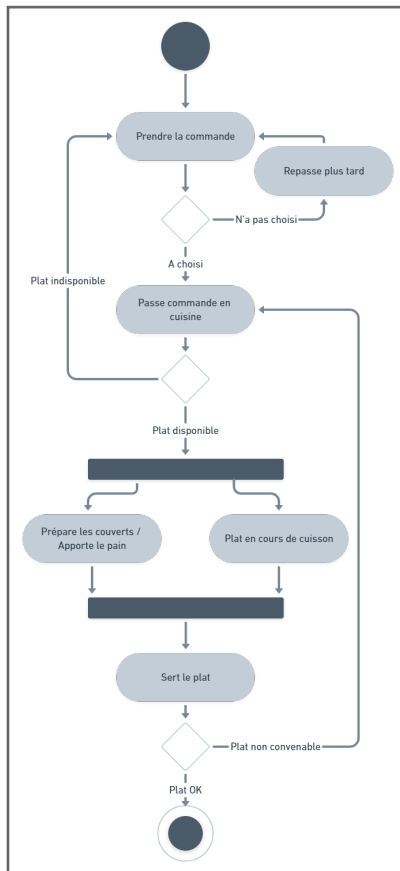 Prendre la commande
Repasse plus tard
N'a pas choisi
A choisi
Plat indisponible
Passe commande en
cuisine
Plat disponible
Prépare les couverts /
Apporte le pain
Plat en cours de cuisson
Sert le plat
Plat non convenable
Plat OK